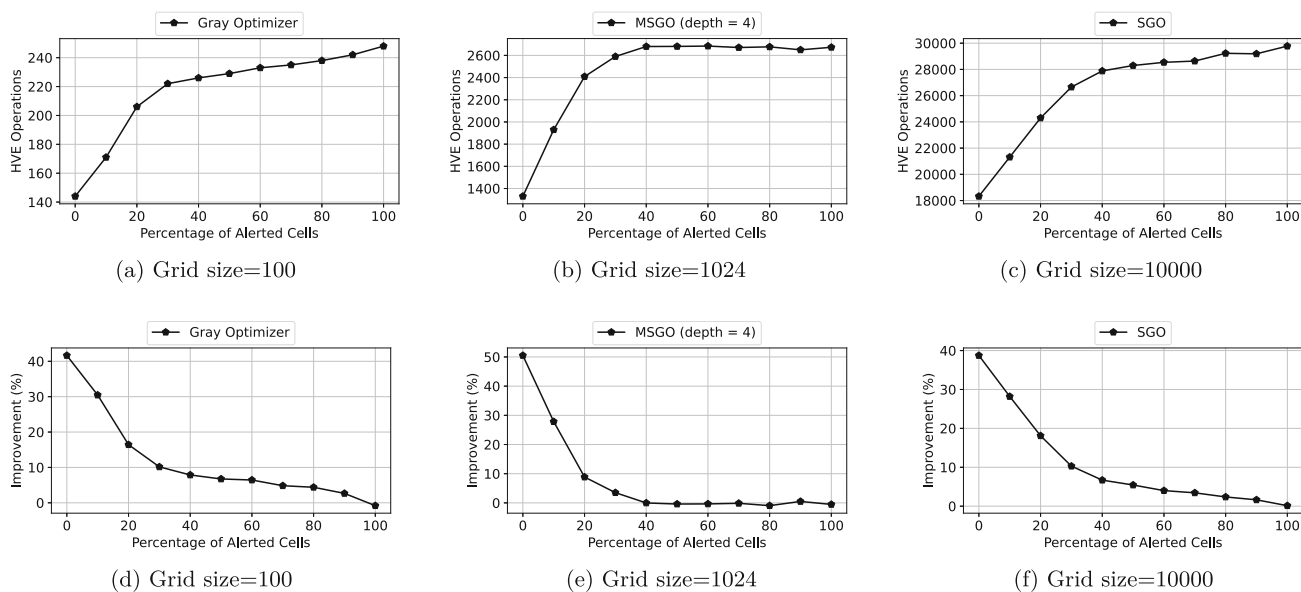 Gray Optimizer
HVE Operations
240
220
200
180
160
140
0 20 40 60 80 100
Percentage of Alerted Cells
(a) Grid size=100
MSGO (depth = 4)
HVE Operations
2600
2400
2200
2000
1800
1600
1400
0 20 40 60 80 100
Percentage of Alerted Cells
(b) Grid size=1024
SGO
HVE Operations
30000
28000
26000
24000
22000
20000
18000
0 20 40 60 80 100
Percentage of Alerted Cells
(c) Grid size=10000
Gray Optimizer
Improvement (%)
40
30
20
10
0
0 20 40 60 80 100
Percentage of Alerted Cells
(d) Grid size=100
MSGO (depth = 4)
Improvement (%)
50
40
30
20
10
0
0 20 40 60 80 100
Percentage of Alerted Cells
(e) Grid size=1024
SGO
Improvement (%)
40
30
20
10
0
0 20 40 60 80 100
Percentage of Alerted Cells
(f) Grid size=10000